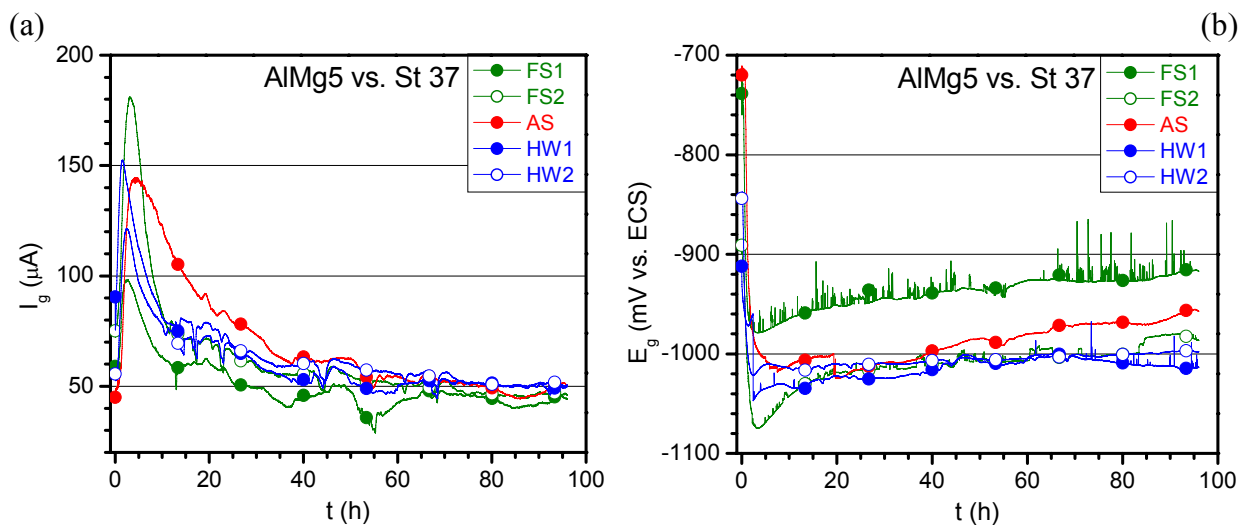 (a)
AlMg5 vs. St 37
FS1
FS2
AS
HW1
HW2
200
150
100
50
I_g (μA)
0 20 40 60 80 100
t (h)
(b)
AlMg5 vs. St 37
FS1
FS2
AS
HW1
HW2
-700
-800
-900
-1000
-1100
E_g (mV vs. ECS)
0 20 40 60 80 100
t (h)